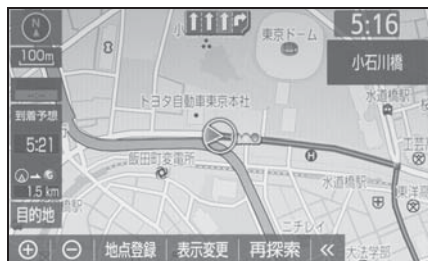 N
小
東京ドーム
5:16
100m
小石川橋
水道橋駅
トヨタ自動車東京本社
到着予想
5:21
飯田町変電所
水道橋駅
1.5 km
目的地
ニチレイ
地点登録
表示変更
再探索
法学部